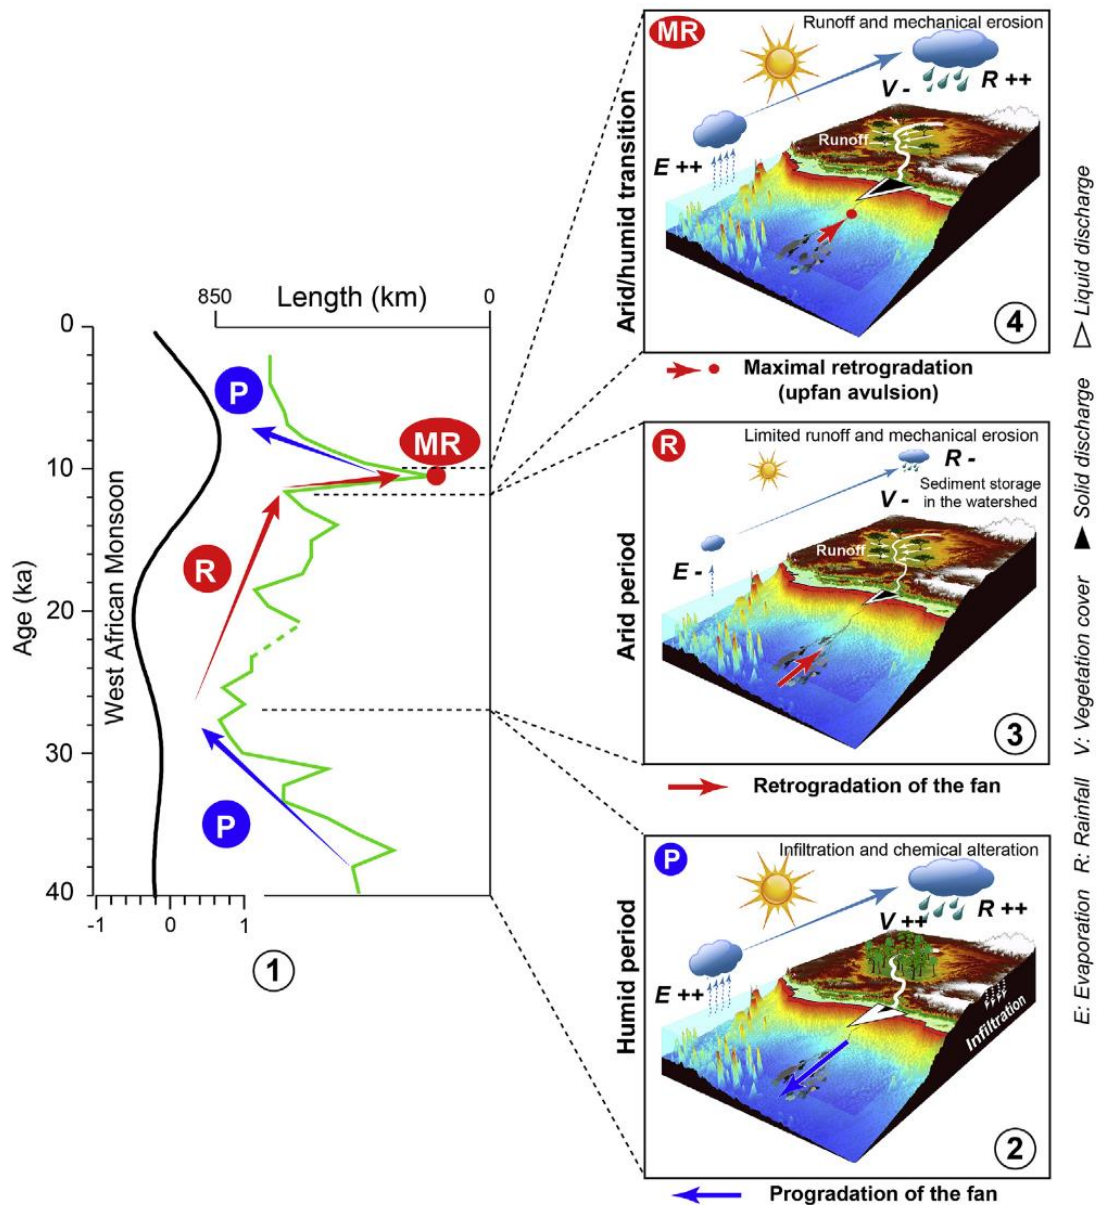 850
Length (km)
0
0
10
20
30
40
Age (ka)
West African Monsoon
-1
0
1
P
MR
R
P
1
MR
Runoff and mechanical erosion
V -
R ++
E ++
Runoff
4
Arid/humid transition
Maximal retrogradation
(upfan avulsion)
R
Limited runoff and mechanical erosion
R -
Sediment storage
in the watershed
V -
E -
Runoff
3
Arid period
Retrogradation of the fan
P
Infiltration and chemical alteration
R ++
V ++
E ++
Infiltration
2
Humid period
Progradation of the fan
E: Evaporation R: Rainfall V: Vegetation cover Solid discharge Liquid discharge